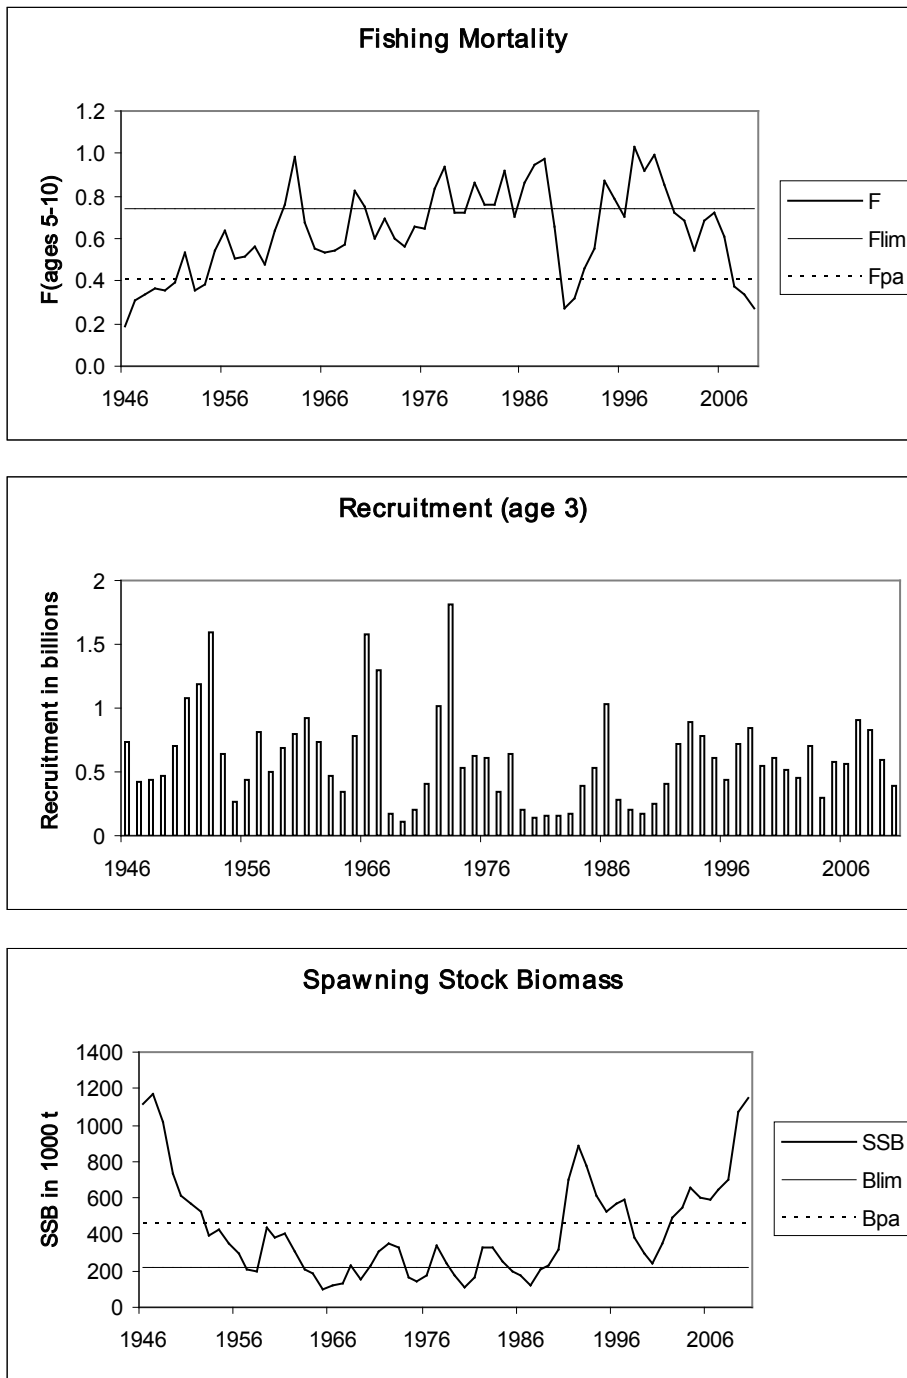 Fishing Mortality
1.2
1.0
0.8
0.6
0.4
0.2
0.0
F(ages 5-10)
1946 1956 1966 1976 1986 1996 2006
F
Flim
Fpa
Recruitment (age 3)
2
1.5
1
0.5
0
Recruitment in billions
1946 1956 1966 1976 1986 1996 2006
Spawning Stock Biomass
1400
1200
1000
800
600
400
200
0
SSB in 1000 t
1946 1956 1966 1976 1986 1996 2006
SSB
Blim
Bpa